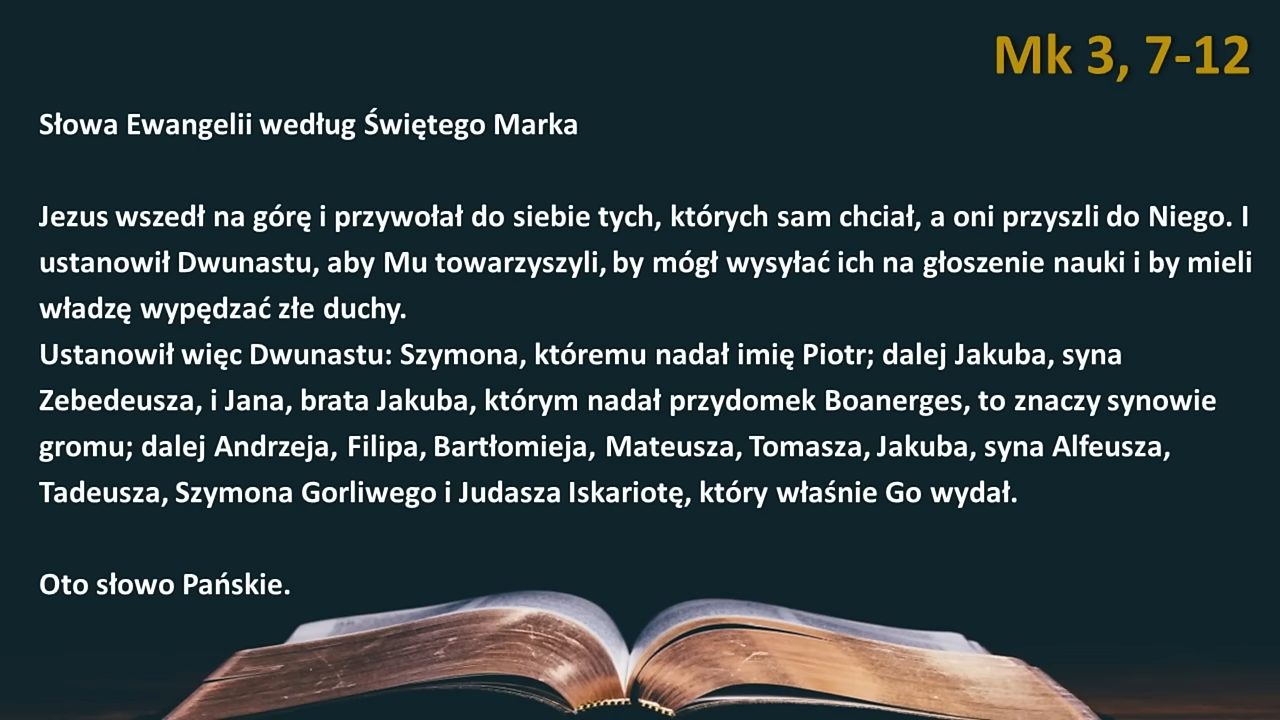 Mk 3, 7-12
Słowa Ewangelii według Świętego Marka
Jezus wszedł na górę i przywołał do siebie tych, których sam chciał, a oni przyszli do Niego. I
ustanowił Dwunastu, aby Mu towarzyszyli, by mógł wysyłać ich na głoszenie nauki i by mieli
władzę wypędzać złe duchy.
Ustanowił więc Dwunastu: Szymona, któremu nadał imię Piotr; dalej Jakuba, syna
Zebedeusza, i Jana, brata Jakuba, którym nadał przydomek Boanerges, to znaczy synowie
gromu; dalej Andrzeja, Filipa, Bartłomieja, Mateusza, Tomasza, Jakuba, syna Alfeusza,
Tadeusza, Szymona Gorliwego i Judasza Iskariotę, który właśnie Go wydał.
Oto słowo Pańskie.